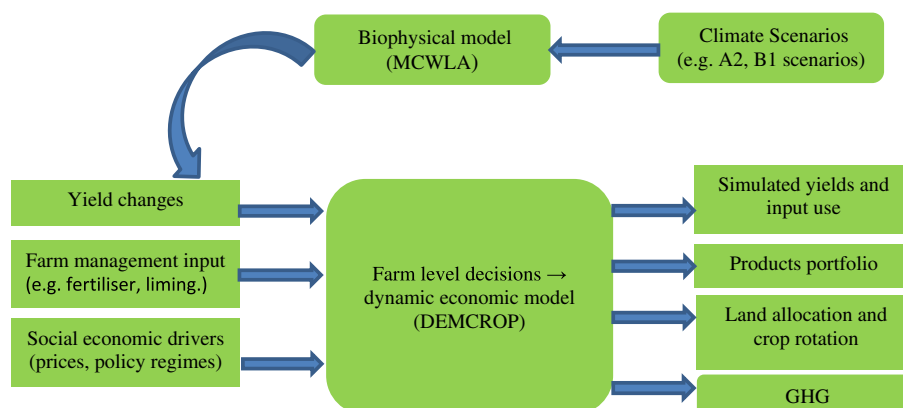 Biophysical model
(MCWLA)
Climate Scenarios
(e.g. A2, B1 scenarios)
Yield changes
Farm management input
(e.g. fertiliser, liming.)
Social economic drivers
(prices, policy regimes)
Farm level decisions →
dynamic economic model
(DEMCROP)
Simulated yields and
input use
Products portfolio
Land allocation and
crop rotation
GHG